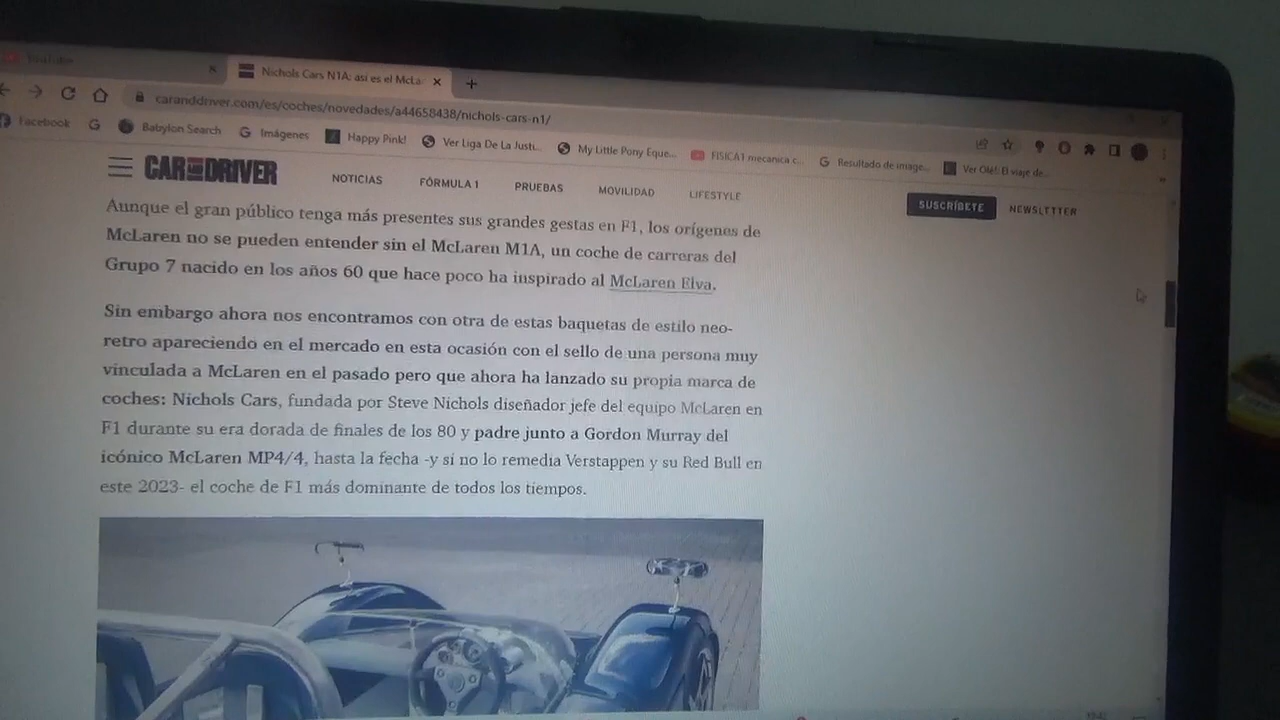 YouTube
Nichols Cars N1A: así es el McLa
caranddriver.com/es/coches/novedades/a44658438/nichols-cars-n1/
Facebook
Babylon Search
Imágenes
Happy Pink!
Ver Liga De La Justi...
My Little Pony Eque...
FISICA1 mecanica c...
Resultado de image...
Ver Olé!: El viaje de...
CAR AND DRIVER
NOTICIAS
FÓRMULA 1
PRUEBAS
MOVILIDAD
LIFESTYLE
SUSCRÍBETE
NEWSLETTER
Aunque el gran público tenga más presentes sus grandes gestas en F1, los orígenes de
McLaren no se pueden entender sin el McLaren M1A, un coche de carreras del
Grupo 7 nacido en los años 60 que hace poco ha inspirado al McLaren Elva.
Sin embargo ahora nos encontramos con otra de estas baquetas de estilo neo-
retro apareciendo en el mercado en esta ocasión con el sello de una persona muy
vinculada a McLaren en el pasado pero que ahora ha lanzado su propia marca de
coches: Nichols Cars, fundada por Steve Nichols diseñador jefe del equipo McLaren en
F1 durante su era dorada de finales de los 80 y padre junto a Gordon Murray del
icónico McLaren MP4/4, hasta la fecha -y si no lo remedia Verstappen y su Red Bull en
este 2023- el coche de F1 más dominante de todos los tiempos.